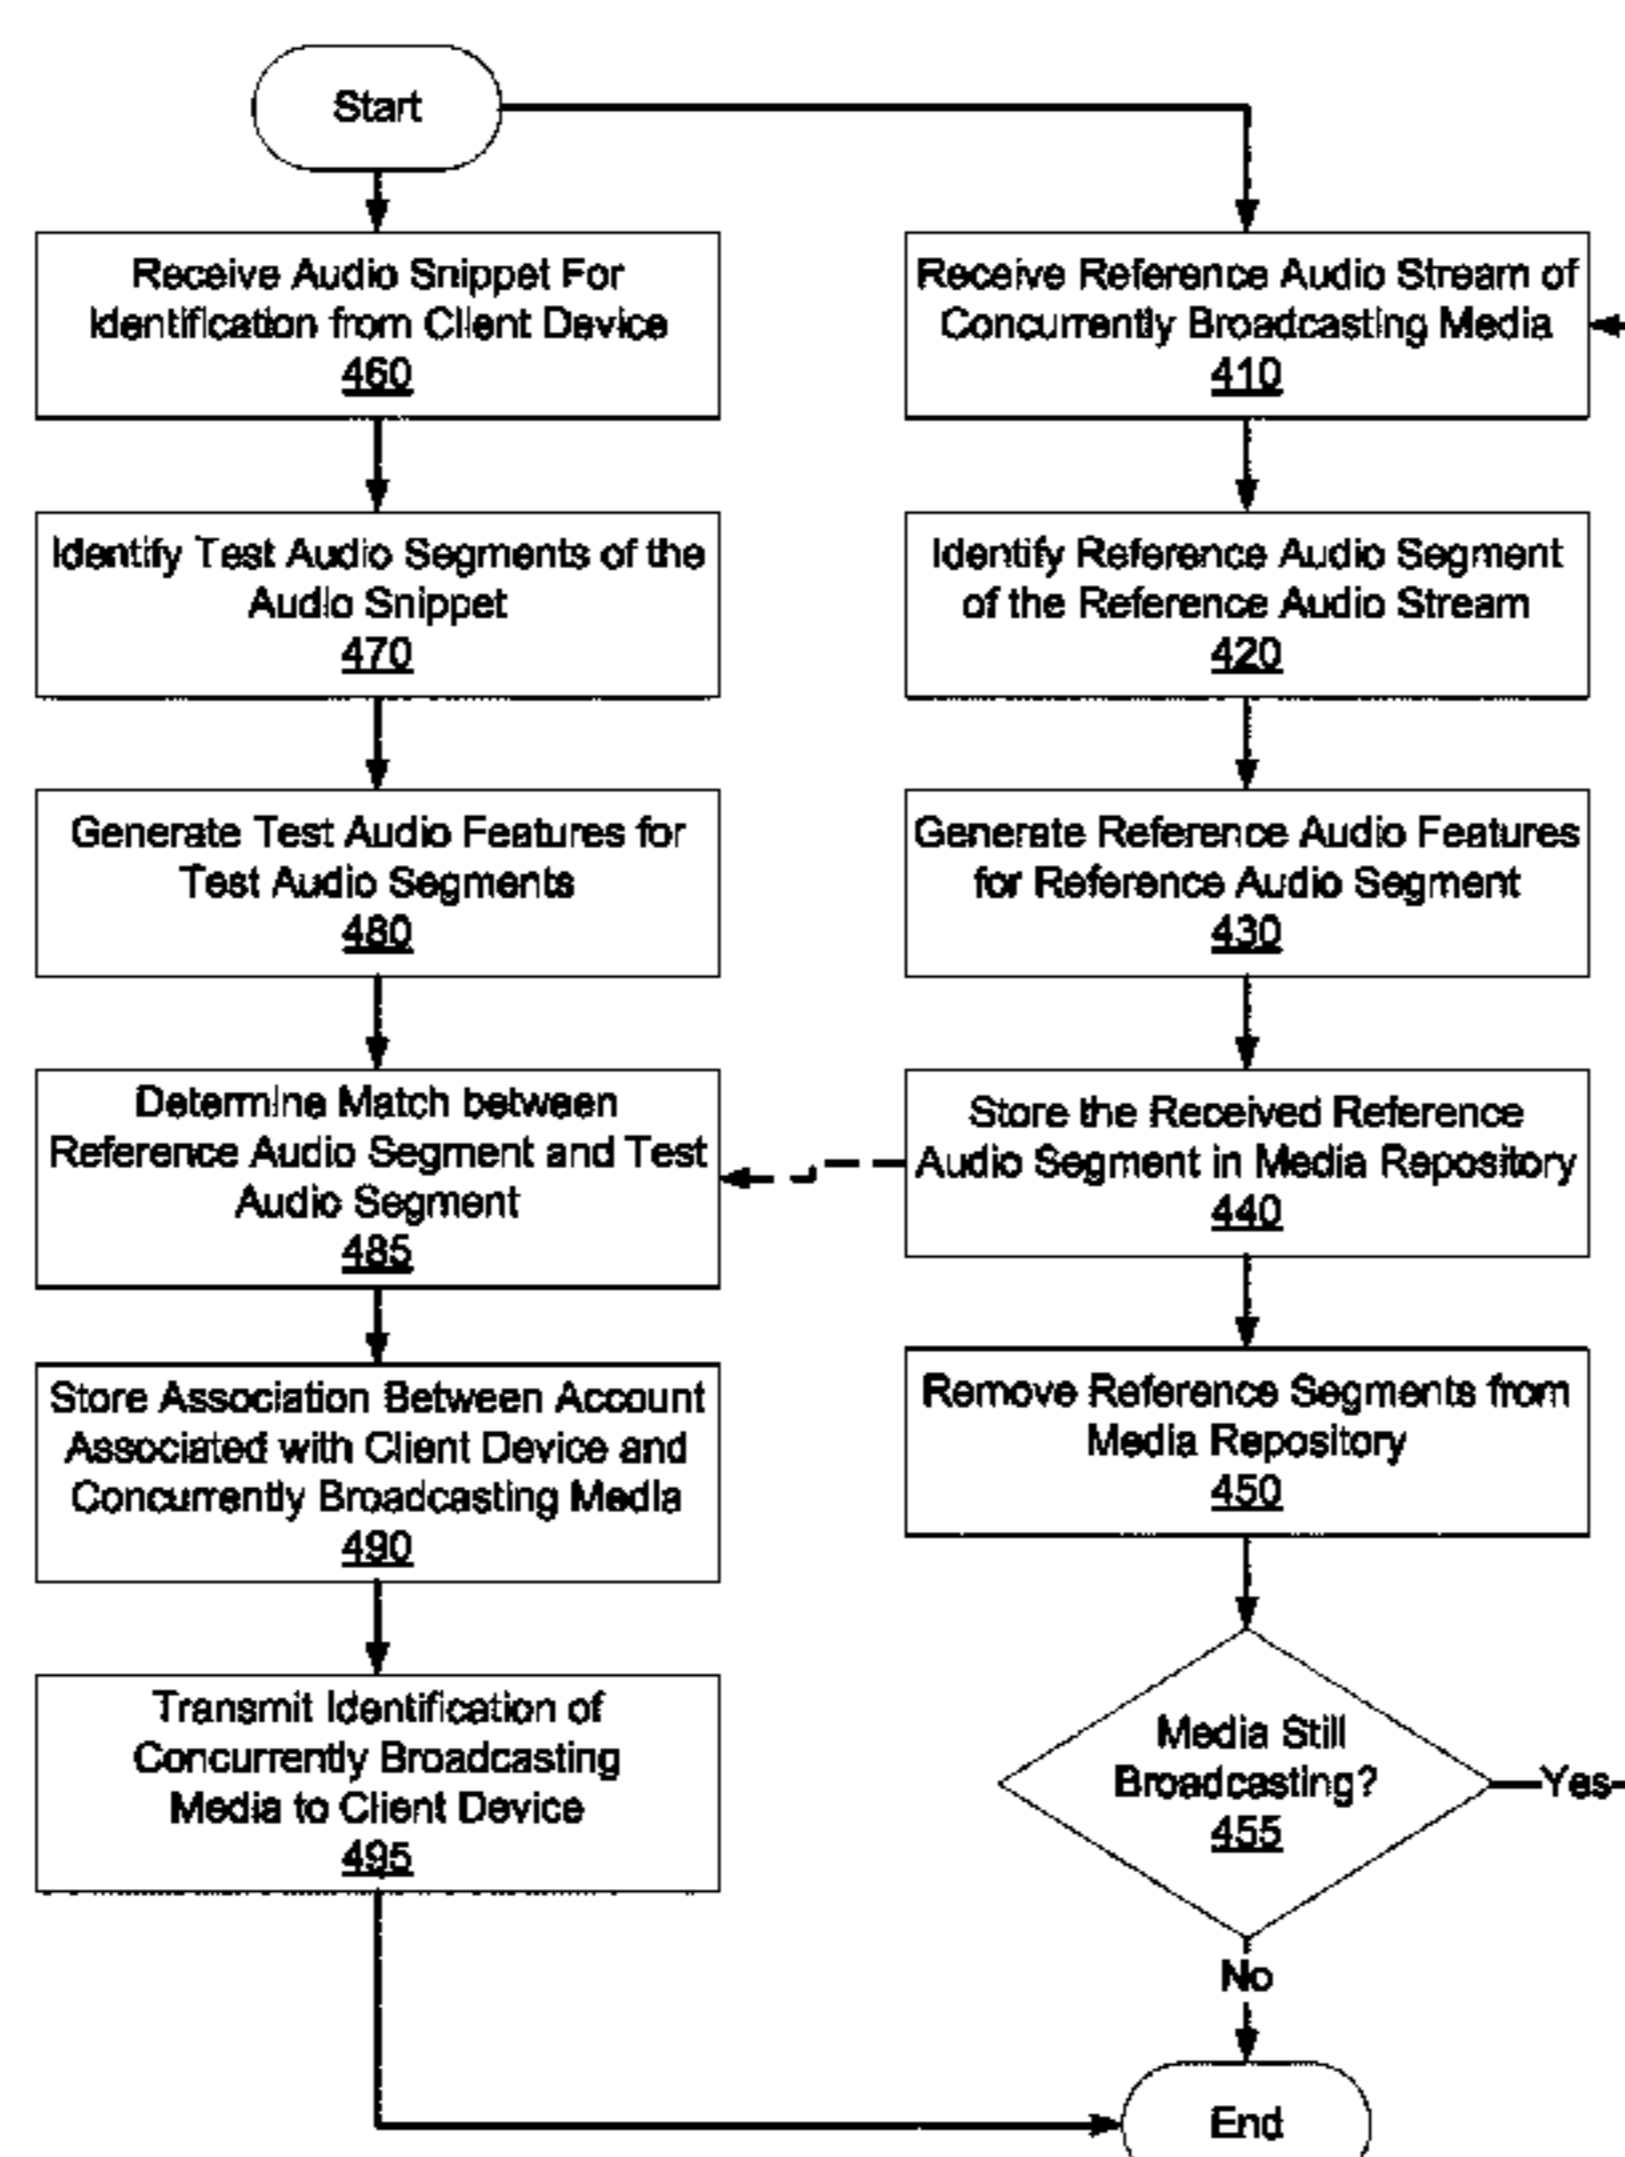 Start
Receive Audio Snippet For
Identification from Client Device
460
Identify Test Audio Segments of the
Audio Snippet
470
Generate Test Audio Features for
Test Audio Segments
480
Determine Match between
Reference Audio Segment and Test
Audio Segment
485
Store Association Between Account
Associated with Client Device and
Concurrently Broadcasting Media
490
Transmit Identification of
Concurrently Broadcasting
Media to Client Device
495
Receive Reference Audio Stream of
Concurrently Broadcasting Media
410
Identify Reference Audio Segment
of the Reference Audio Stream
420
Generate Reference Audio Features
for Reference Audio Segment
430
Store the Received Reference
Audio Segment in Media Repository
440
Remove Reference Segments from
Media Repository
450
Media Still
Broadcasting?
455
Yes
No
End